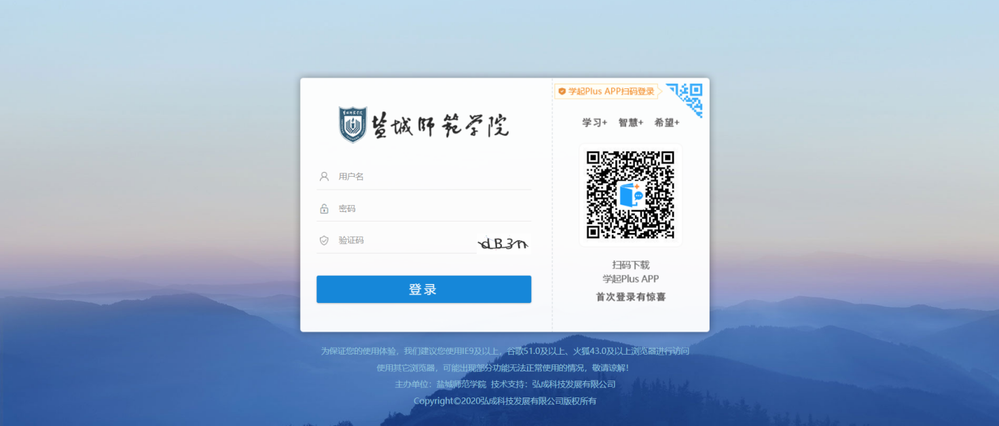 盐城师范学院
用户名
密码
验证码
dB3n
登录
学起Plus APP扫码登录
学习+ 智慧+ 希望+
扫码下载
学起Plus APP
首次登录有惊喜
为保证您的使用体验，我们建议您使用IE9及以上，谷歌51.0及以上、火狐43.0及以上浏览器进行访问
使用其它浏览器，可能出现部分功能无法正常使用的情况，敬请谅解！
主办单位：盐城师范学院 技术支持：弘成科技发展有限公司
Copyright©2020弘成科技发展有限公司版权所有